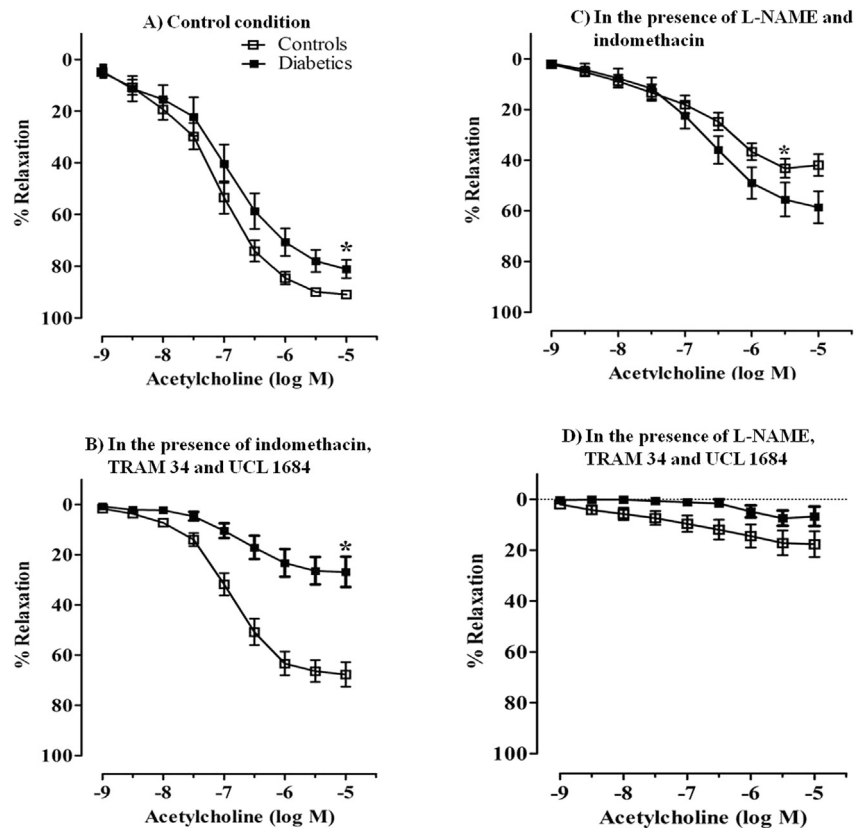 A) Control condition
Controls
Diabetics
0
20
40
60
80
100
% Relaxation
*
-9
-8
-7
-6
-5
Acetylcholine (log M)
C) In the presence of L-NAME and
indomethacin
0
20
40
60
80
100
% Relaxation
*
-9
-8
-7
-6
-5
Acetylcholine (log M)
B) In the presence of indomethacin,
TRAM 34 and UCL 1684
0
20
40
60
80
100
% Relaxation
*
-9
-8
-7
-6
-5
Acetylcholine (log M)
D) In the presence of L-NAME,
TRAM 34 and UCL 1684
0
20
40
60
80
100
% Relaxation
-9
-8
-7
-6
-5
Acetylcholine (log M)